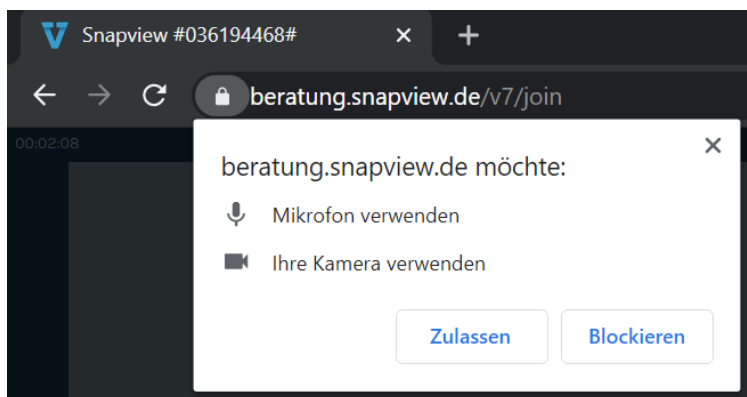 Snapview #036194468#
beratung.snapview.de/v7/join
00:02:08
beratung.snapview.de möchte:
Mikrofon verwenden
Ihre Kamera verwenden
Zulassen Blockieren